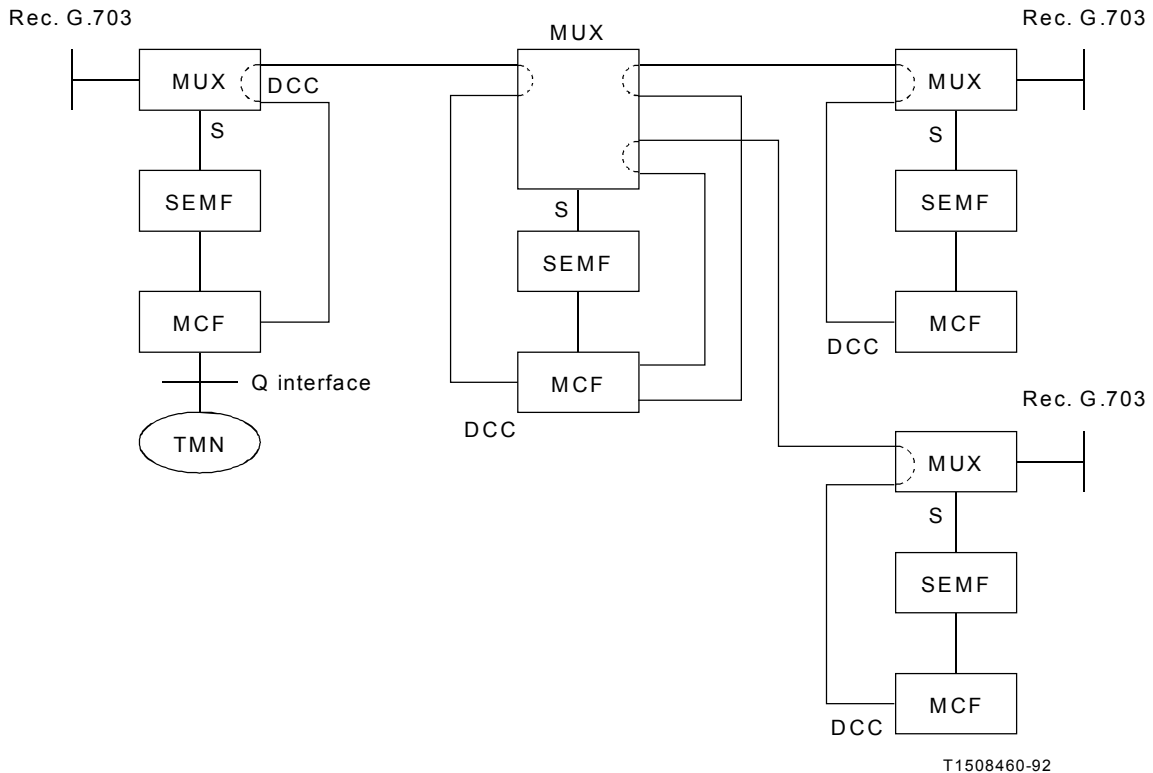 Rec. G.703
Rec. G.703
MUX
MUX
DCC
MUX
S
S
SEMF
S
SEMF
SEMF
MCF
MCF
DCC
Q interface
MCF
DCC
Rec. G.703
TMN
MUX
S
SEMF
MCF
DCC
T1508460-92